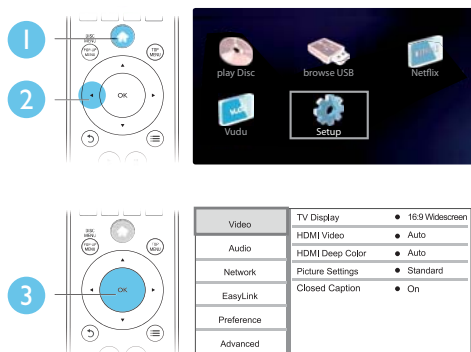 1
DISC
MENU
POP-UP
MENU
TOP
MENU
2
OK
play Disc
browse USB
Netflix
Vudu
Setup
DISC
MENU
POP-UP
MENU
TOP
MENU
3
OK
Video
Audio
Network
EasyLink
Preference
Advanced
TV Display ● 16:9 Widescreen
HDMI Video ● Auto
HDMI Deep Color ● Auto
Picture Settings ● Standard
Closed Caption ● On